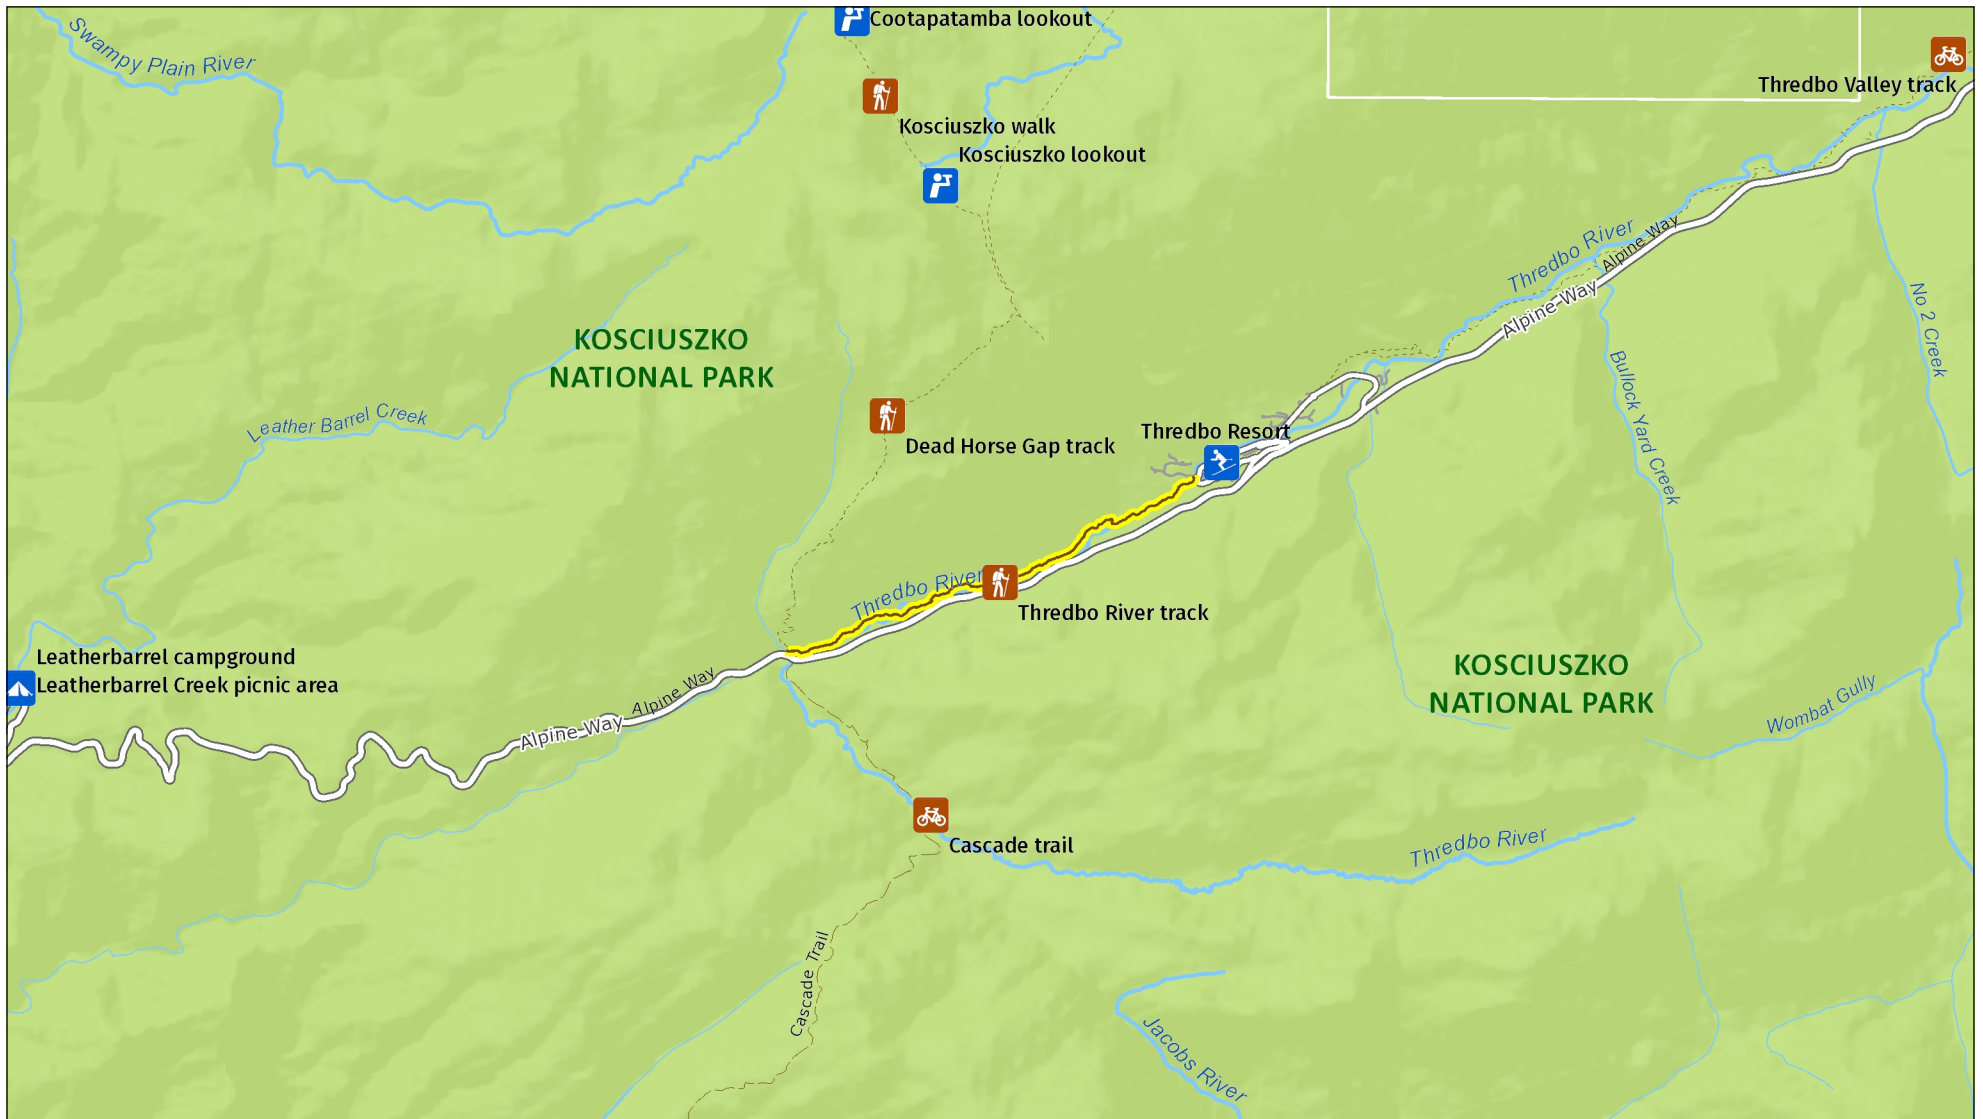 Cootapatamba lookout
Swampy Plain River
Thredbo Valley track
Kosciuszko walk
Kosciuszko lookout
Thredbo River
Alpine Way
Alpine Way
No 2 Creek
KOSCIUSZKO
NATIONAL PARK
Leather Barrel Creek
Bullock Yard Creek
Thredbo Resort
Dead Horse Gap track
Thredbo River
Thredbo River track
Leatherbarrel campground
Leatherbarrel Creek picnic area
KOSCIUSZKO
NATIONAL PARK
Alpine Way
Alpine Way
Wombat Gully
Cascade trail
Thredbo River
Cascade Trail
Jacobs River